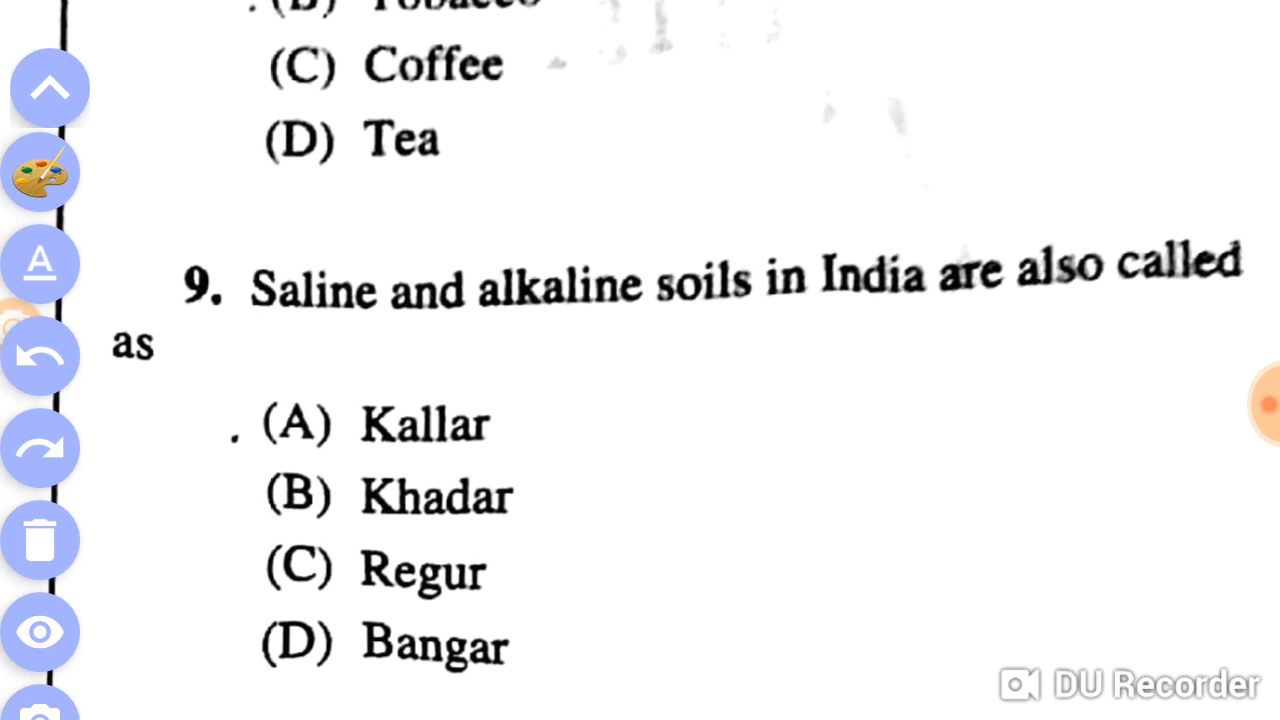 (B) Tobacco
(C) Coffee
(D) Tea
9. Saline and alkaline soils in India are also called
as
(A) Kallar
(B) Khadar
(C) Regur
(D) Bangar
A
DU Recorder